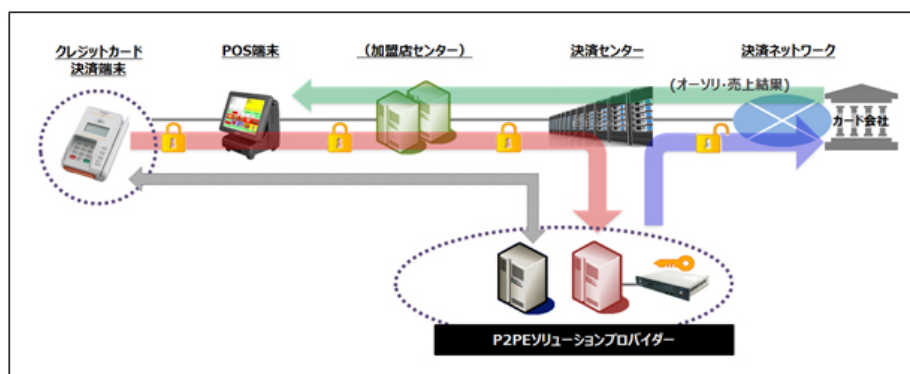 クレジットカード
決済端末
POS端末
（加盟店センター）
決済センター
決済ネットワーク
(オーソリ・売上結果)
カード会社
P2PEソリューションプロバイダー